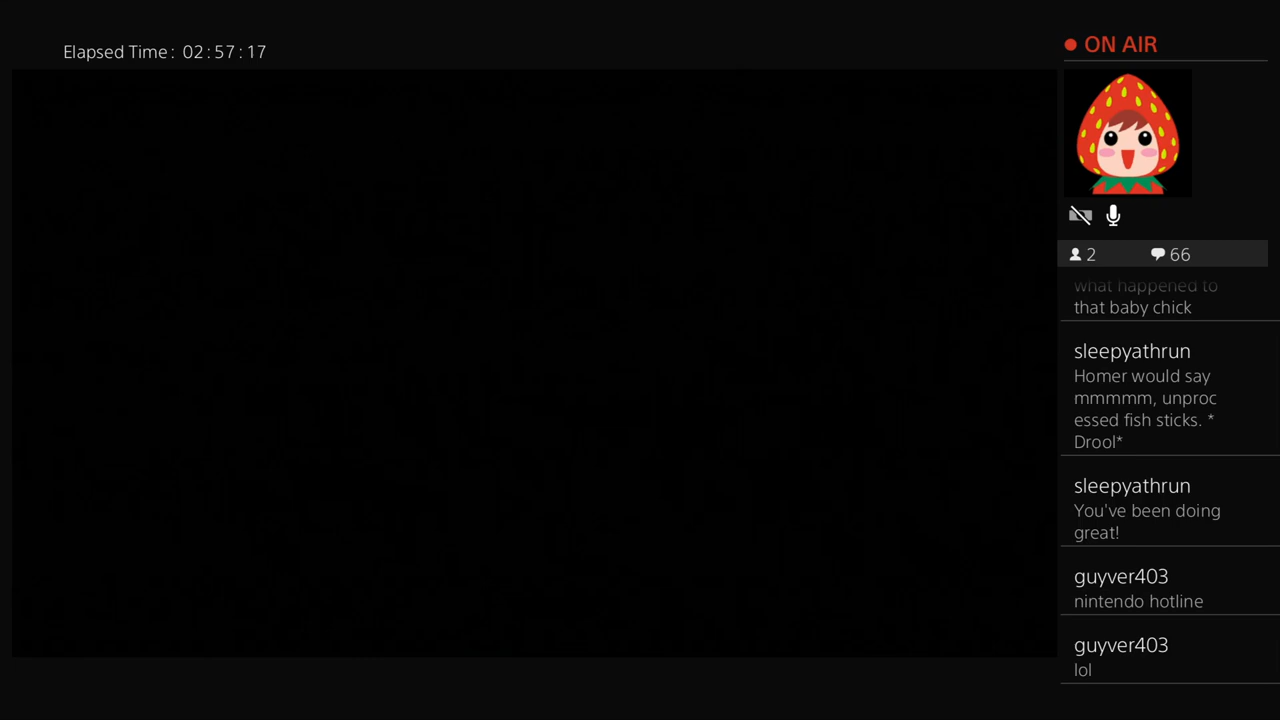 Elapsed Time: 02:57:17
ON AIR
2 66
what happened to
that baby chick
sleepyathrun
Homer would say
mmmmm, unproc
essed fish sticks. *
Drool*
sleepyathrun
You've been doing
great!
guyver403
nintendo hotline
guyver403
lol